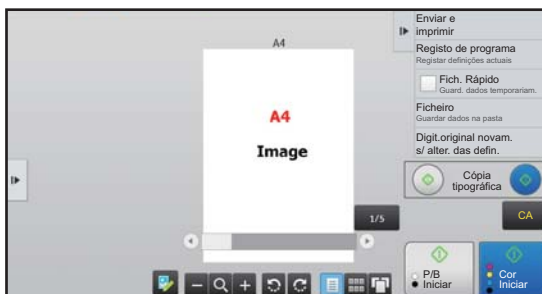 A4
A4
Image
1/5
Enviar e
imprimir
Registo de programa
Registar definições actuais
Fich. Rápido
Guard. dados temporariam.
Ficheiro
Guardar dados na pasta
Digit.original novam.
s/ alter. das defin.
Cópia
tipográfica
CA
P/B
Iniciar
Cor
Iniciar